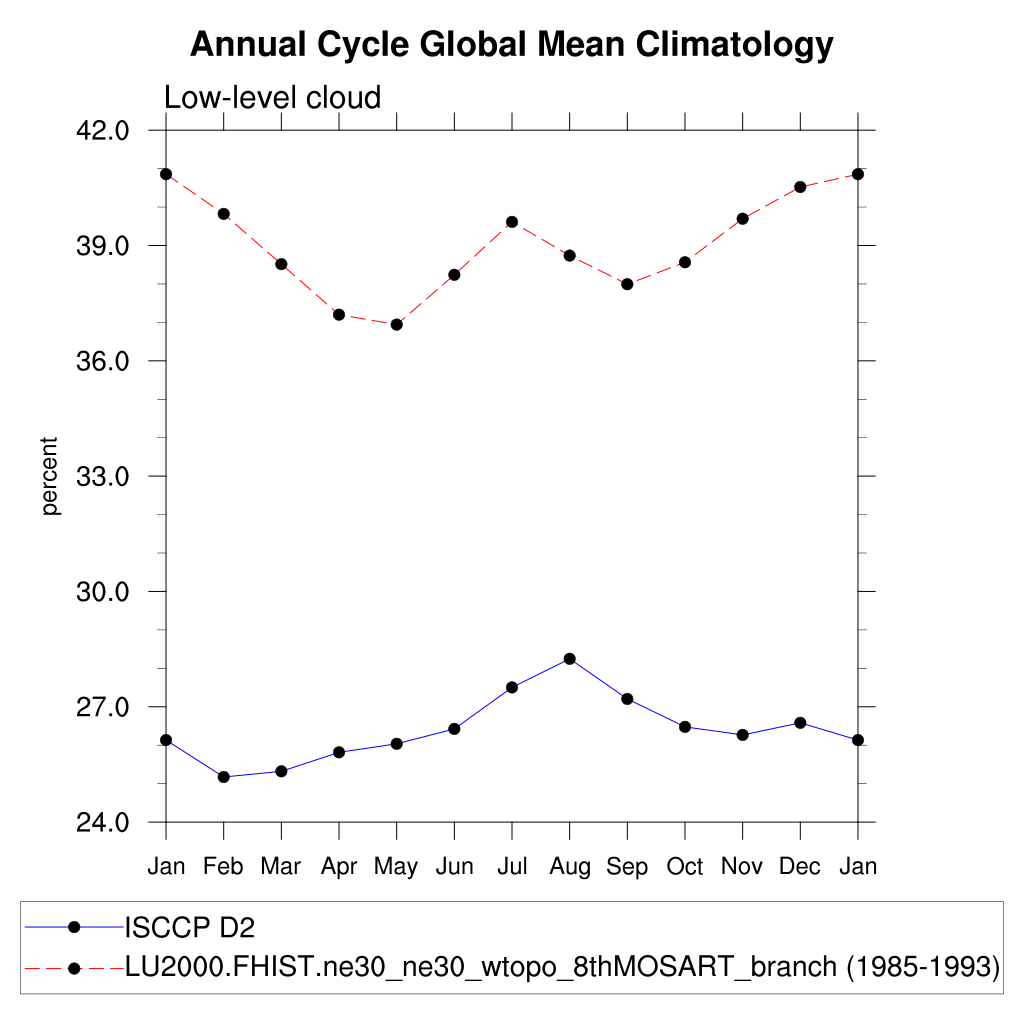 Annual Cycle Global Mean Climatology
Low-level cloud
42.0
39.0
36.0
33.0
30.0
27.0
24.0
percent
Jan Feb Mar Apr May Jun Jul Aug Sep Oct Nov Dec Jan
ISCCP D2
LU2000.FHIST.ne30_ne30_wtopo_8thMOSART_branch (1985-1993)